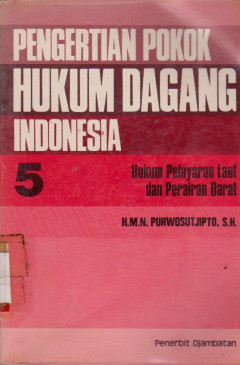 PENGERTIAN POKOK
HUKUM DAGANG
INDONESIA
5
Hukum Pelayaran Laut
dan Perairan Darat
H.M.N. PURWOSUTJIPTO, S.H.
Penerbit Djambatan